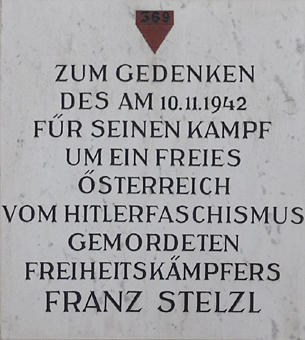 369
ZUM GEDENKEN
DES AM 10.11.1942
FÜR SEINEN KAMPF
UM EIN FREIES
ÖSTERREICH
VOM HITLERFASCHISMUS
GEMORDETEN
FREIHEITSKÄMPFERS
FRANZ STELZL